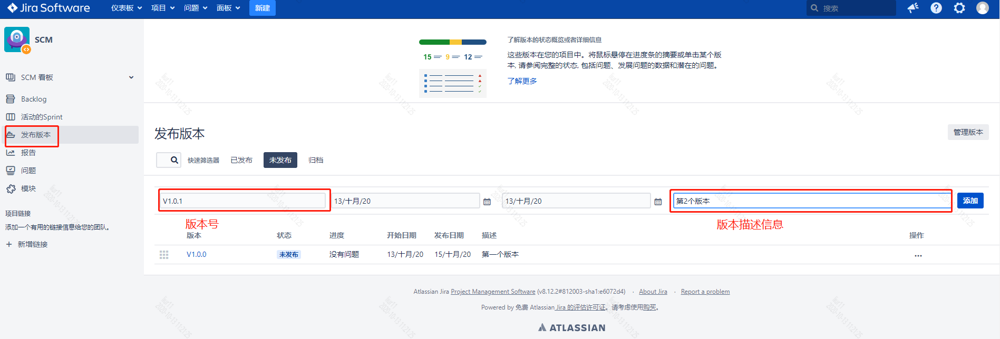 Jira Software 仪表板 项目 问题 面板 新建 搜索
SCM
SCM 看板
Backlog
活动的Sprint
发布版本
报告
问题
模块
项目链接
添加一个有用的链接信息给您的团队。
+ 新增链接
15 9 12
了解版本的状态概览或者详细信息
这些版本在您的项目中。将鼠标悬停在进度条的摘要或单击某个版
本, 请参阅完整的状态, 包括问题、发展问题的数据和潜在的问题。
了解更多
发布版本
管理版本
快速筛选器 已发布 未发布 归档
V1.0.1 13/十月/20 13/十月/20 第2个版本 添加
版本号 版本描述信息
版本 状态 进度 开始日期 发布日期 描述 操作
V1.0.0 未发布 没有问题 13/十月/20 15/十月/20 第一个版本 ...
Atlassian Jira Project Management Software (v8.12.2#812003-sha1:e6072d4) · About Jira · Report a problem
Powered by 免费 Atlassian Jira 的评估许可证。请考虑使用购买。
ATLASSIAN